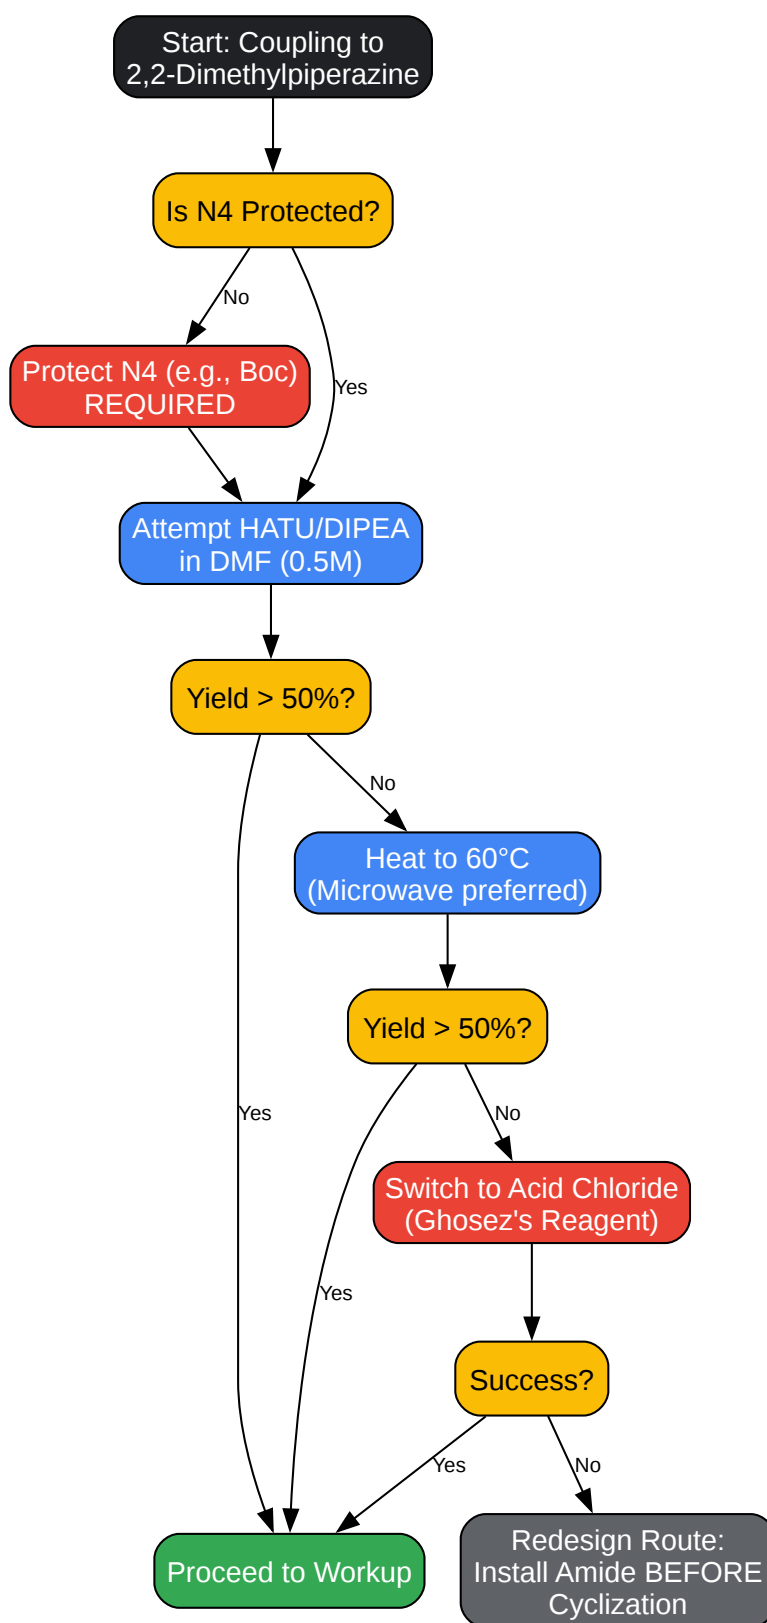 Start: Coupling to
2,2-Dimethylpiperazine
Is N4 Protected?
No
Protect N4 (e.g., Boc)
REQUIRED
Yes
Attempt HATU/DIPEA
in DMF (0.5M)
Yield > 50%?
No
Heat to 60°C
(Microwave preferred)
Yield > 50%?
Yes
No
Switch to Acid Chloride
(Ghosez's Reagent)
Yes
Success?
Yes
No
Proceed to Workup
Redesign Route:
Install Amide BEFORE
Cyclization